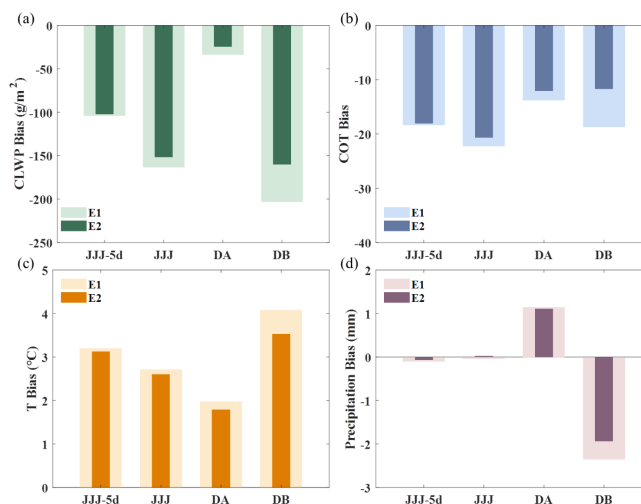 (a)
CLWP Bias (g/m²)
0
-50
-100
-150
-200
-250
E1
E2
JJJ-5d JJJ DA DB
(b)
COT Bias
0
-10
-20
-30
-40
E1
E2
JJJ-5d JJJ DA DB
(c)
T Bias (°C)
5
4
3
2
1
0
E1
E2
JJJ-5d JJJ DA DB
(d)
Precipitation Bias (mm)
2
1
0
-1
-2
-3
E1
E2
JJJ-5d JJJ DA DB